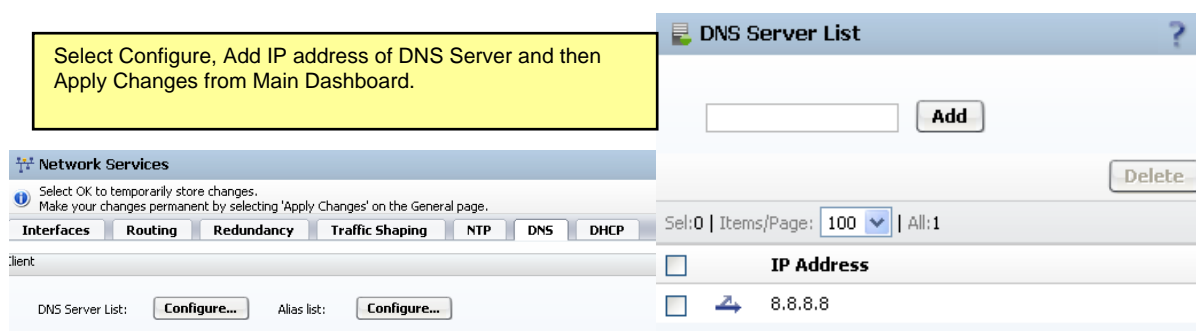 Select Configure, Add IP address of DNS Server and then
Apply Changes from Main Dashboard.
Network Services
Select OK to temporarily store changes.
Make your changes permanent by selecting 'Apply Changes' on the General page.
Interfaces Routing Redundancy Traffic Shaping NTP DNS DHCP
Client
DNS Server List: Configure... Alias list: Configure...
DNS Server List ?
Add
Delete
Sel:0 | Items/Page: 100 | All:1
IP Address
8.8.8.8